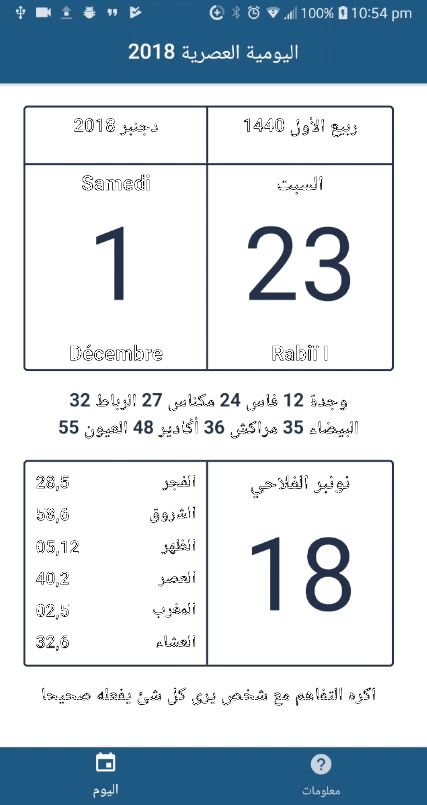 100% 10:54 pm
اليومية العصرية 2018
ربيع الأول 1440
دجنبر 2018
السبت
Samedi
23
1
Rabiï I
Décembre
وجدة 12 فاس 24 مكناس 27 الرباط 32
البيضاء 35 مراكش 36 أكادير 48 العيون 55
نونبر الفلاحي
18
الفجر 28,5
الشروق 58,6
الظهر 05,12
العصر 40,2
المغرب 02,5
العشاء 32,6
اكره التفاهم مع شخص يرى كل شئ يفعله صحيحا
معلومات
اليوم